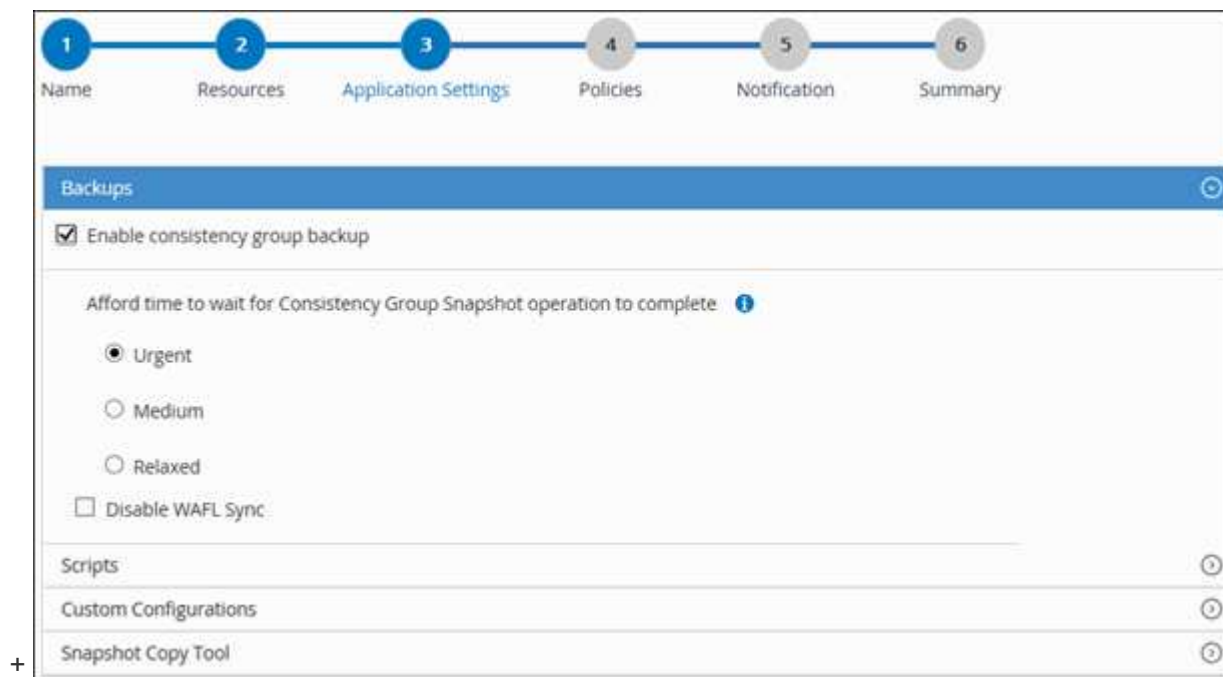 1 2 3 4 5 6
Name Resources Application Settings Policies Notification Summary
Backups
Enable consistency group backup
Afford time to wait for Consistency Group Snapshot operation to complete
Urgent
Medium
Relaxed
Disable WAFL Sync
Scripts
Custom Configurations
Snapshot Copy Tool
+